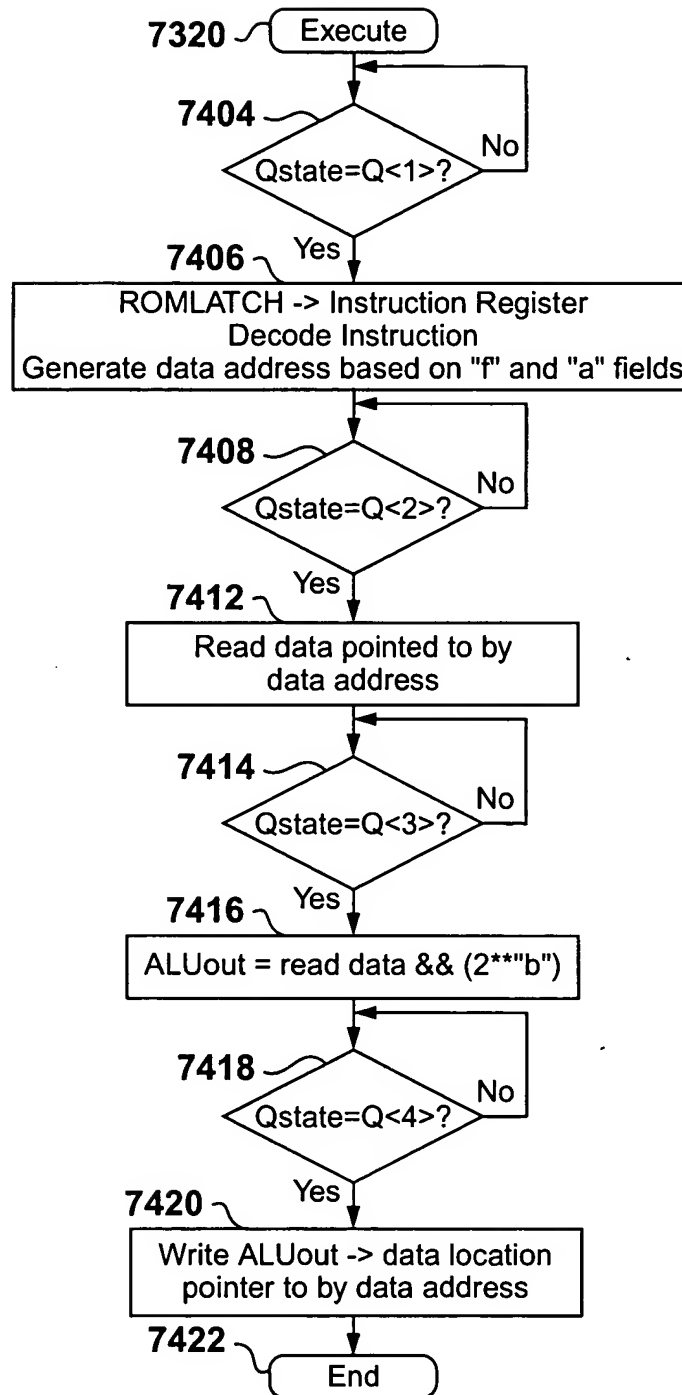 7320
Execute
7404
Qstate=Q<1>?
No
Yes
7406
ROMLATCH -> Instruction Register
Decode Instruction
Generate data address based on "f" and "a" fields
7408
Qstate=Q<2>?
No
Yes
7412
Read data pointed to by
data address
7414
Qstate=Q<3>?
No
Yes
7416
ALUout = read data && (2**"b")
7418
Qstate=Q<4>?
No
Yes
7420
Write ALUout -> data location
pointer to by data address
7422
End